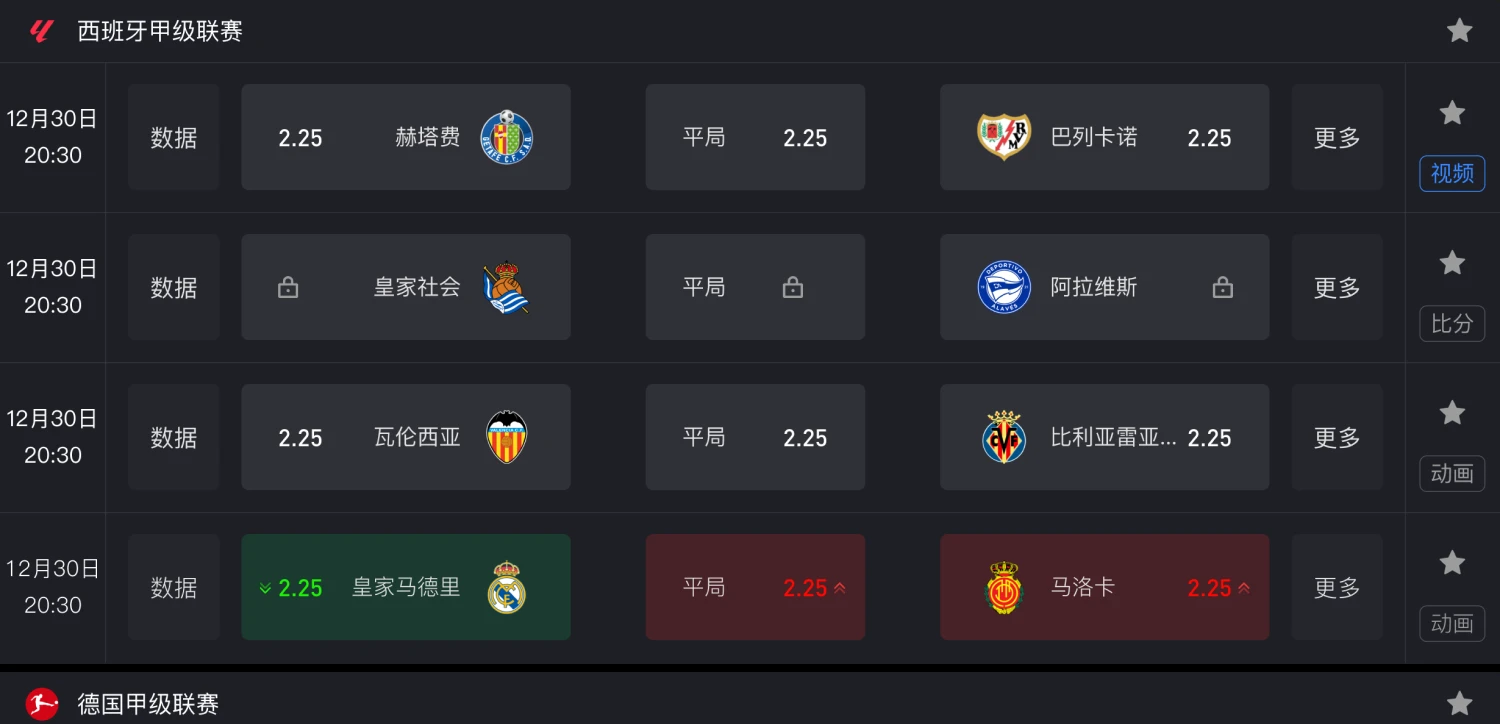 西班牙甲级联赛
12月30日
20:30
数据
2.25
赫塔费
GETAFE C.F. S.A.D.
平局
2.25
巴列卡诺
2.25
更多
视频
12月30日
20:30
数据
皇家社会
平局
DEPORTIVO
ALAVES
阿拉维斯
更多
比分
12月30日
20:30
数据
2.25
瓦伦西亚
平局
2.25
CVF
比利亚雷亚... 2.25
更多
动画
12月30日
20:30
数据
2.25
皇家马德里
平局
2.25
马洛卡
2.25
更多
动画
德国甲级联赛